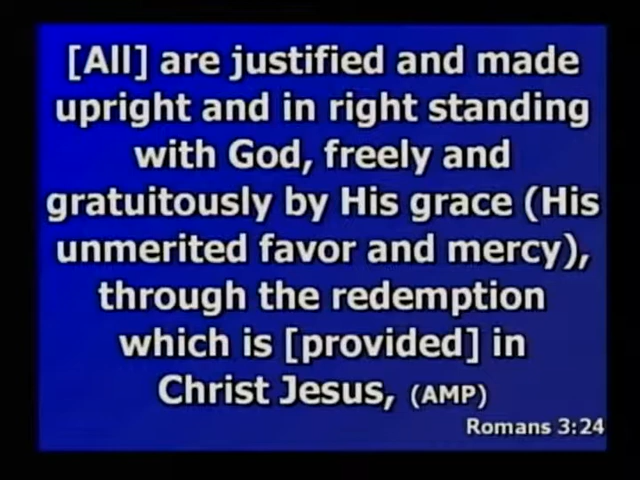 [All] are justified and made
upright and in right standing
with God, freely and
gratuitously by His grace (His
unmerited favor and mercy),
through the redemption
which is [provided] in
Christ Jesus, (AMP)
Romans 3:24